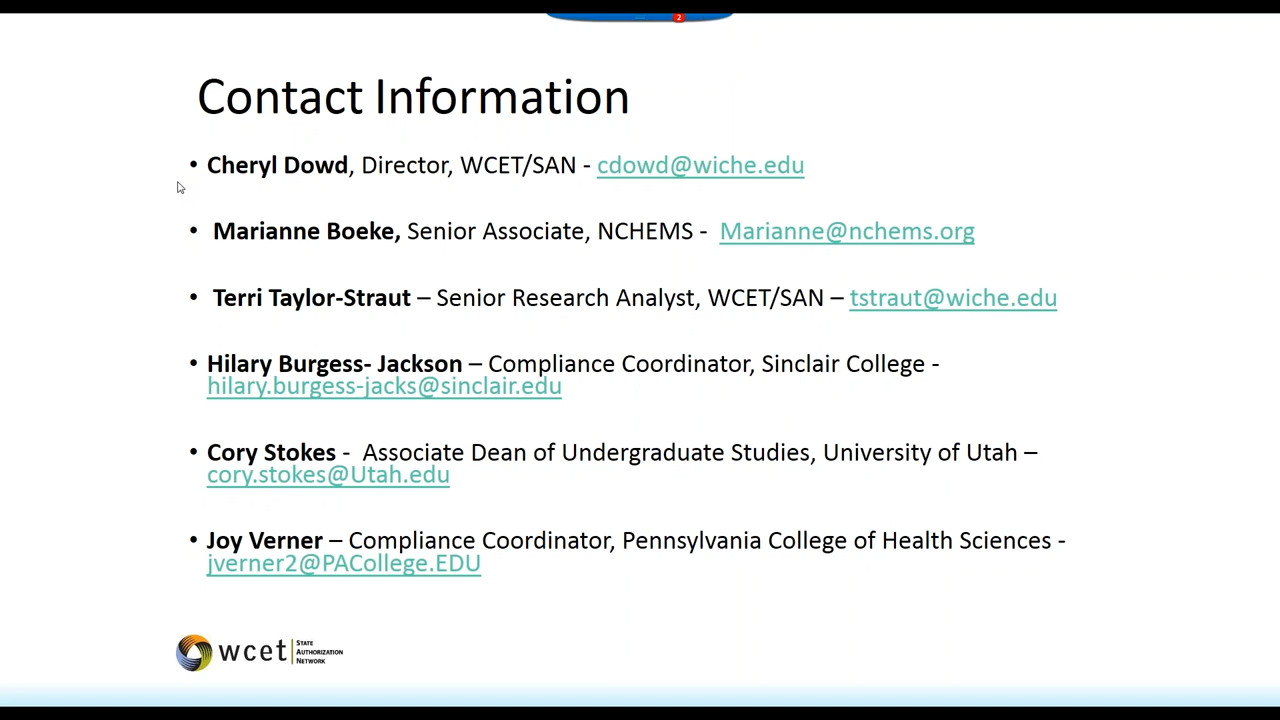 2
Contact Information
• Cheryl Dowd, Director, WCET/SAN - cdowd@wiche.edu
• Marianne Boeke, Senior Associate, NCHEMS - Marianne@nchems.org
• Terri Taylor-Straut – Senior Research Analyst, WCET/SAN – tstraut@wiche.edu
• Hilary Burgess- Jackson – Compliance Coordinator, Sinclair College -
hilary.burgess-jacks@sinclair.edu
• Cory Stokes - Associate Dean of Undergraduate Studies, University of Utah –
cory.stokes@Utah.edu
• Joy Verner – Compliance Coordinator, Pennsylvania College of Health Sciences -
jverner2@PACollege.EDU
wcet
STATE
AUTHORIZATION
NETWORK